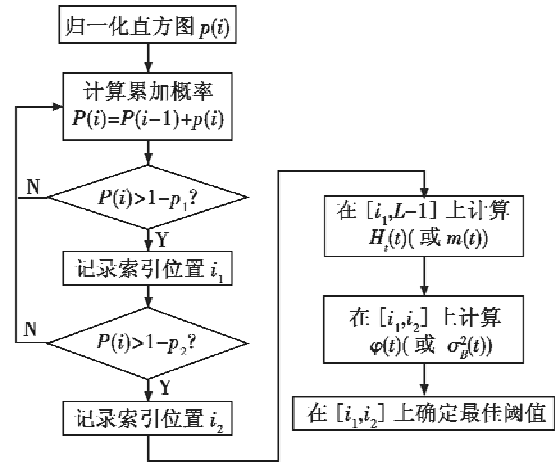 归一化直方图 p(i)
计算累加概率
P(i)=P(i-1)+p(i)
N
P(i)>1-p₁?
Y
记录索引位置 i₁
N
P(i)>1-p₂?
Y
记录索引位置 i₂
在 [i₁,L-1] 上计算
Hₜ(t)(或 m(t))
在 [i₁,i₂] 上计算
φ(t)(或 σ²_B(t))
在 [i₁,i₂] 上确定最佳阈值